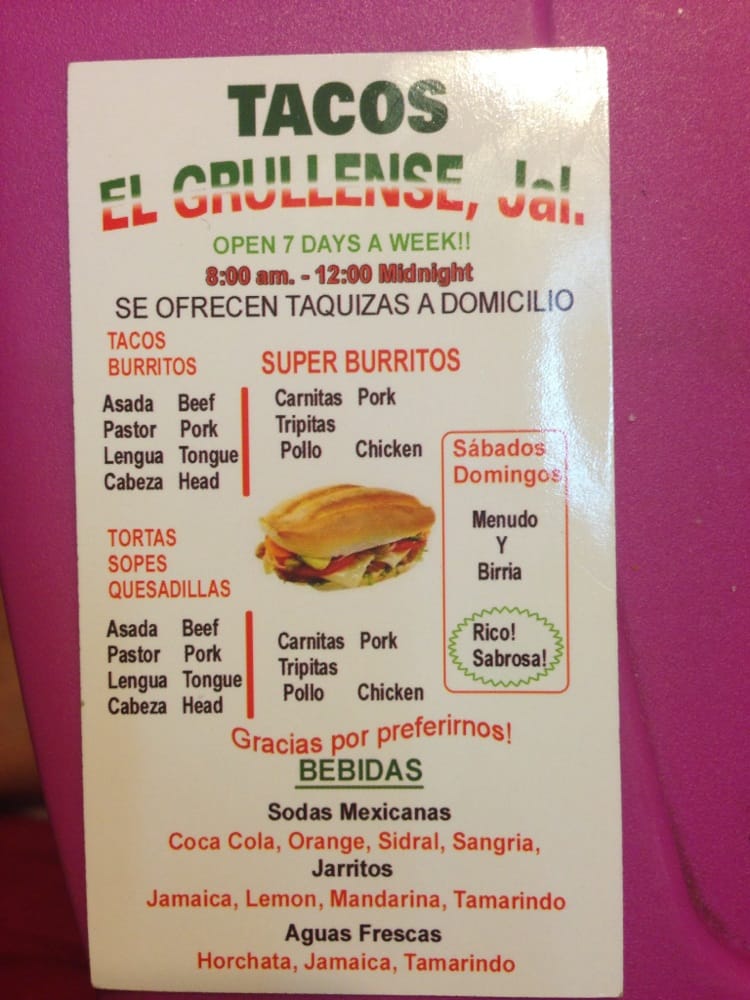 TACOS
EL GRULLENSE, Jal.
OPEN 7 DAYS A WEEK!!
8:00 am. - 12:00 Midnight
SE OFRECEN TAQUIZAS A DOMICILIO
TACOS
BURRITOS
Asada Beef
Pastor Pork
Lengua Tongue
Cabeza Head
SUPER BURRITOS
Carnitas Pork
Tripitas
Pollo Chicken
Sábados
Domingos
Menudo
Y
Birria
Rico!
Sabrosa!
TORTAS
SOPES
QUESADILLAS
Asada Beef
Pastor Pork
Lengua Tongue
Cabeza Head
Carnitas Pork
Tripitas
Pollo Chicken
Gracias por preferirnos!
BEBIDAS
Sodas Mexicanas
Coca Cola, Orange, Sidral, Sangria,
Jarritos
Jamaica, Lemon, Mandarina, Tamarindo
Aguas Frescas
Horchata, Jamaica, Tamarindo